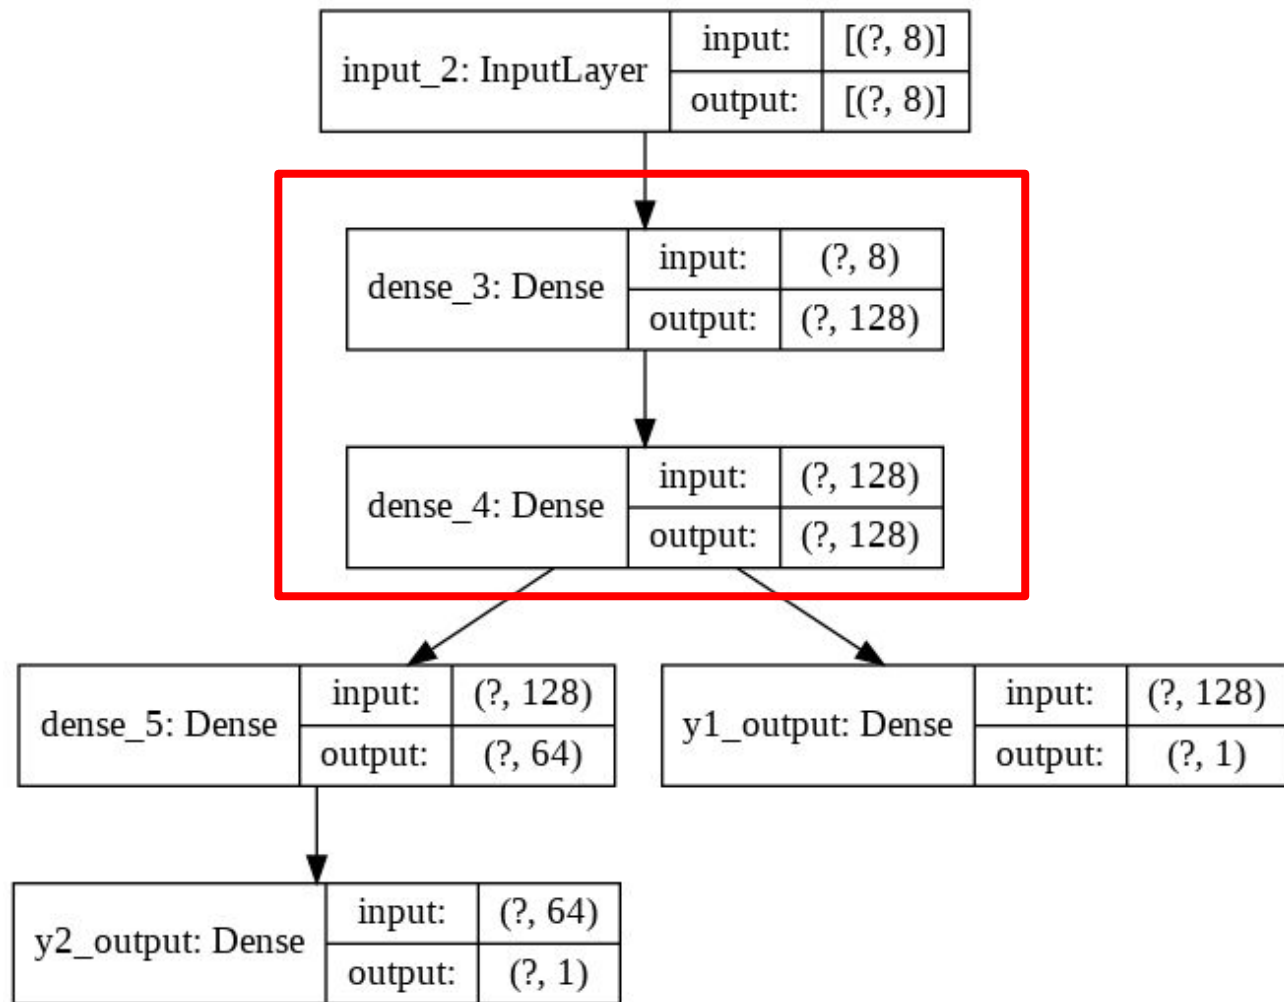 input_2: InputLayer
input:
[(?, 8)]
output:
[(?, 8)]
dense_3: Dense
input:
(?, 8)
output:
(?, 128)
dense_4: Dense
input:
(?, 128)
output:
(?, 128)
dense_5: Dense
input:
(?, 128)
output:
(?, 64)
y1_output: Dense
input:
(?, 128)
output:
(?, 1)
y2_output: Dense
input:
(?, 64)
output:
(?, 1)